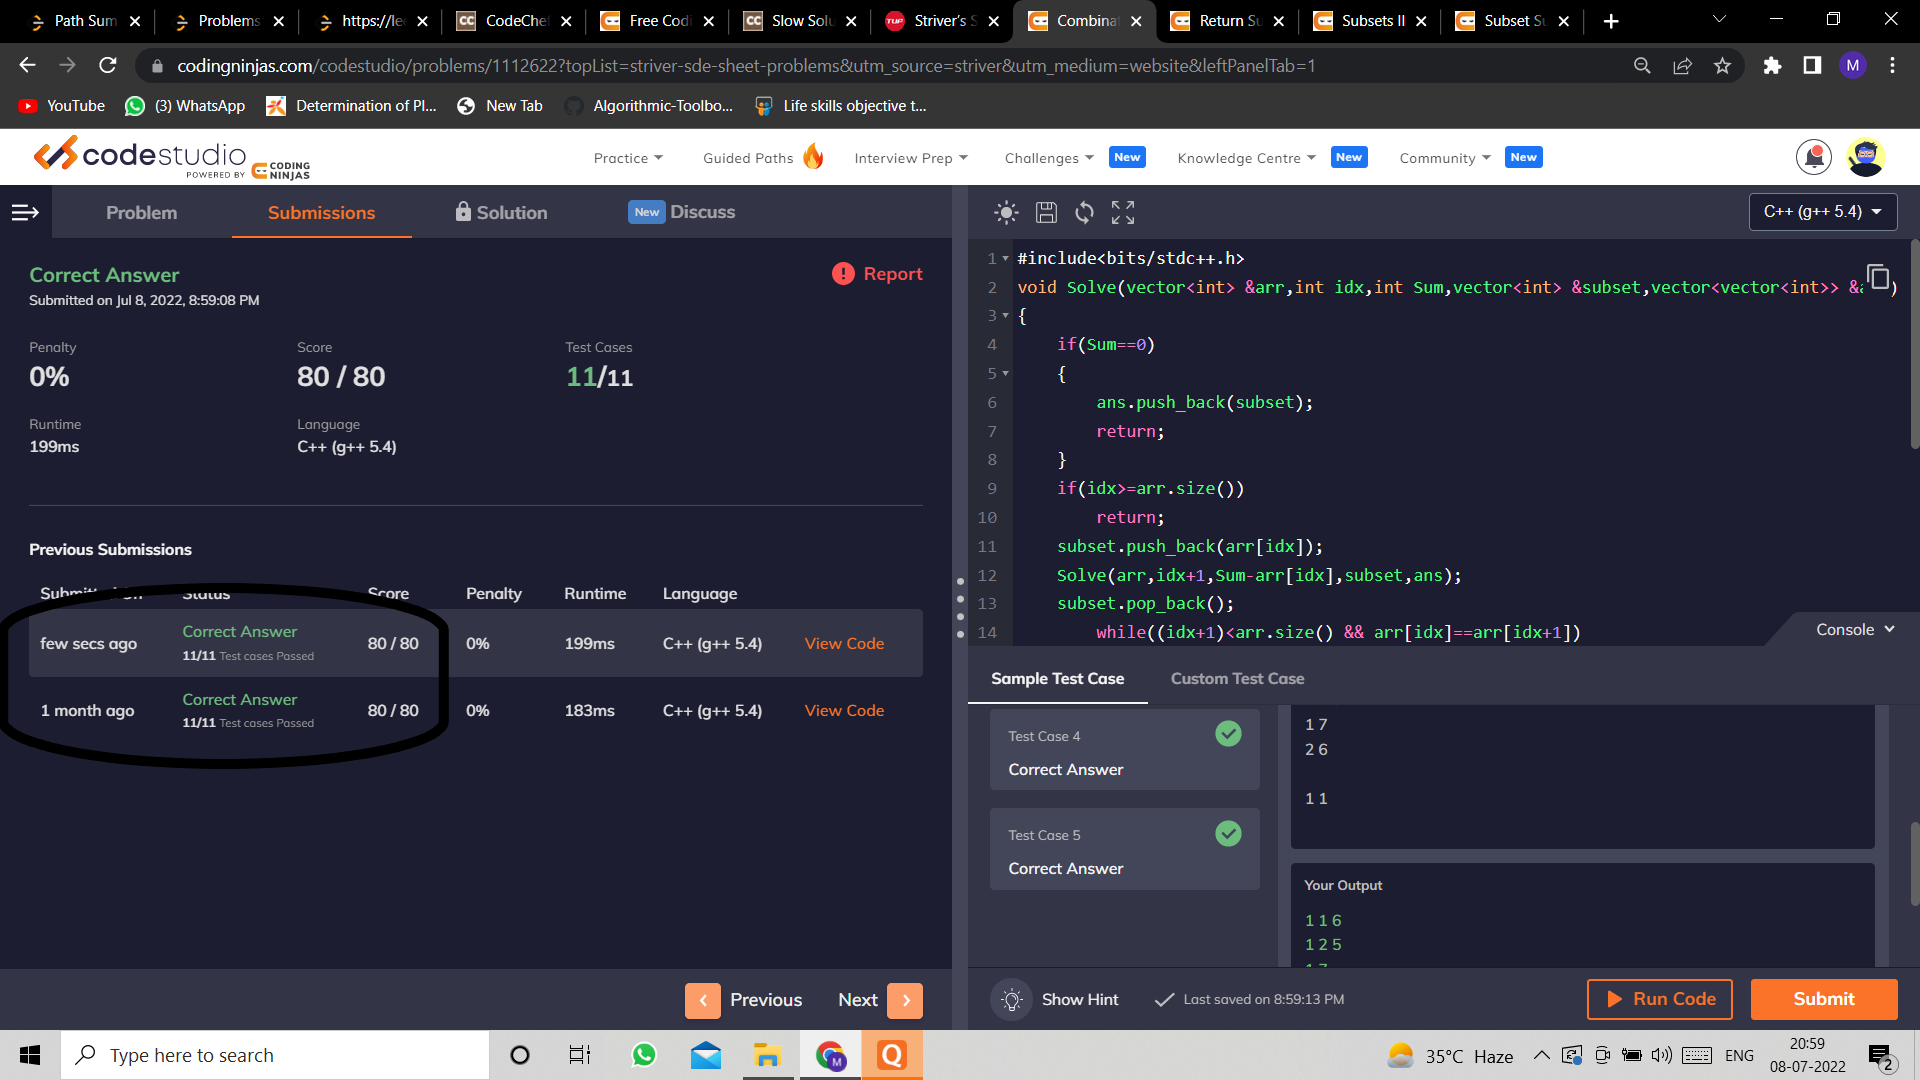 Path Sum
Problems
https://lee
CodeChef
Free Codi
Slow Solu
Striver's S
Combinat
Return Su
Subsets II
Subset Su
codingninjas.com/codestudio/problems/1112622?topList=striver-sde-sheet-problems&utm_source=striver&utm_medium=website&leftPanelTab=1
M
YouTube
(3) WhatsApp
Determination of Pl...
New Tab
Algorithmic-Toolbo...
Life skills objective t...
codestudio
POWERED BY CODING NINJAS
Practice
Guided Paths
Interview Prep
Challenges New
Knowledge Centre New
Community New
Problem
Submissions
Solution
New Discuss
C++ (g++ 5.4)
Correct Answer
Report
Submitted on Jul 8, 2022, 8:59:08 PM
Penalty Score Test Cases
0% 80 / 80 11/11
Runtime Language
199ms C++ (g++ 5.4)
Previous Submissions
Status Score Penalty Runtime Language
few secs ago Correct Answer 80 / 80 0% 199ms C++ (g++ 5.4) View Code
11/11 Test cases Passed
1 month ago Correct Answer 80 / 80 0% 183ms C++ (g++ 5.4) View Code
11/11 Test cases Passed
Previous Next
1 #include<bits/stdc++.h>
2 void Solve(vector<int> &arr,int idx,int Sum,vector<int> &subset,vector<vector<int>> &a )
3 {
4 if(Sum==0)
5 {
6 ans.push_back(subset);
7 return;
8 }
9 if(idx>=arr.size())
10 return;
11 subset.push_back(arr[idx]);
12 Solve(arr,idx+1,Sum-arr[idx],subset,ans);
13 subset.pop_back();
14 while((idx+1)<arr.size() && arr[idx]==arr[idx+1])
Console
Sample Test Case
Custom Test Case
Test Case 4
Correct Answer
Test Case 5
Correct Answer
1 7
2 6
1 1
Your Output
1 1 6
1 2 5
Show Hint
Last saved on 8:59:13 PM
Run Code
Submit
Type here to search
35°C Haze
ENG
20:59
08-07-2022
2